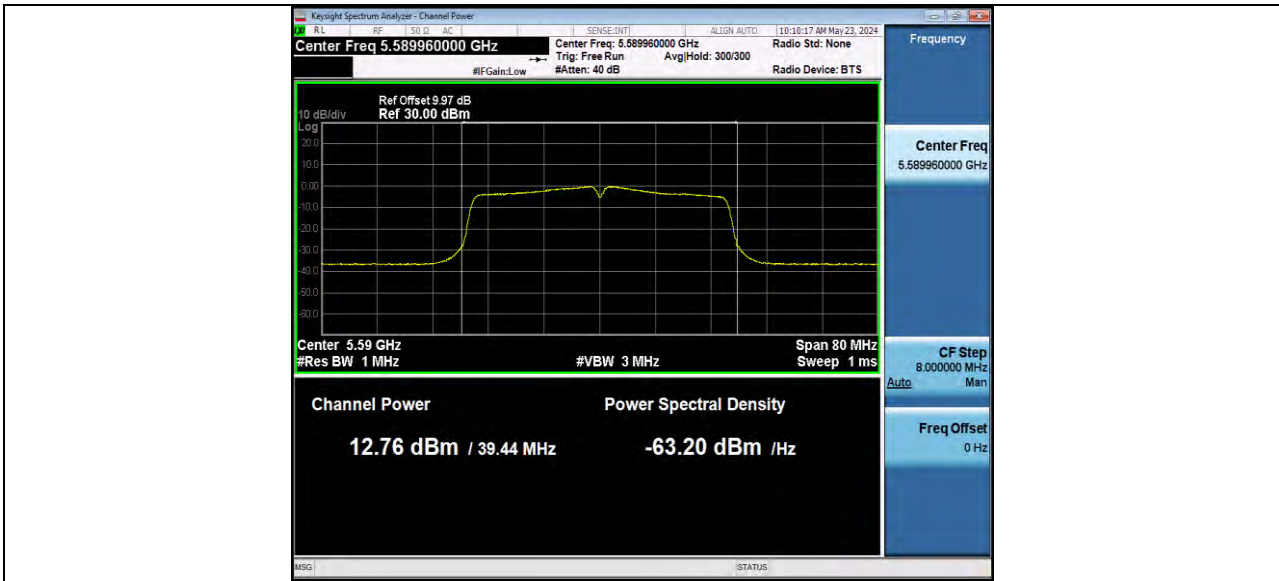 Keysight Spectrum Analyzer - Channel Power
RL RF 50 Ω AC SENSE:INT ALIGN AUTO 10:10:17 AM May 23, 2024
Center Freq 5.589960000 GHz
Center Freq: 5.589960000 GHz Radio Std: None
Trig: Free Run Avg|Hold: 300/300
#IFGain:Low #Atten: 40 dB Radio Device: BTS
Frequency
Ref Offset 9.97 dB
10 dB/div Ref 30.00 dBm
Log
20.0
10.0
0.00
-10.0
-20.0
-30.0
-40.0
-50.0
-60.0
Center 5.59 GHz Span 80 MHz
#Res BW 1 MHz #VBW 3 MHz Sweep 1 ms
Center Freq
5.589960000 GHz
CF Step
8.000000 MHz
Auto Man
Freq Offset
0 Hz
Channel Power Power Spectral Density
12.76 dBm / 39.44 MHz -63.20 dBm /Hz
MSG STATUS